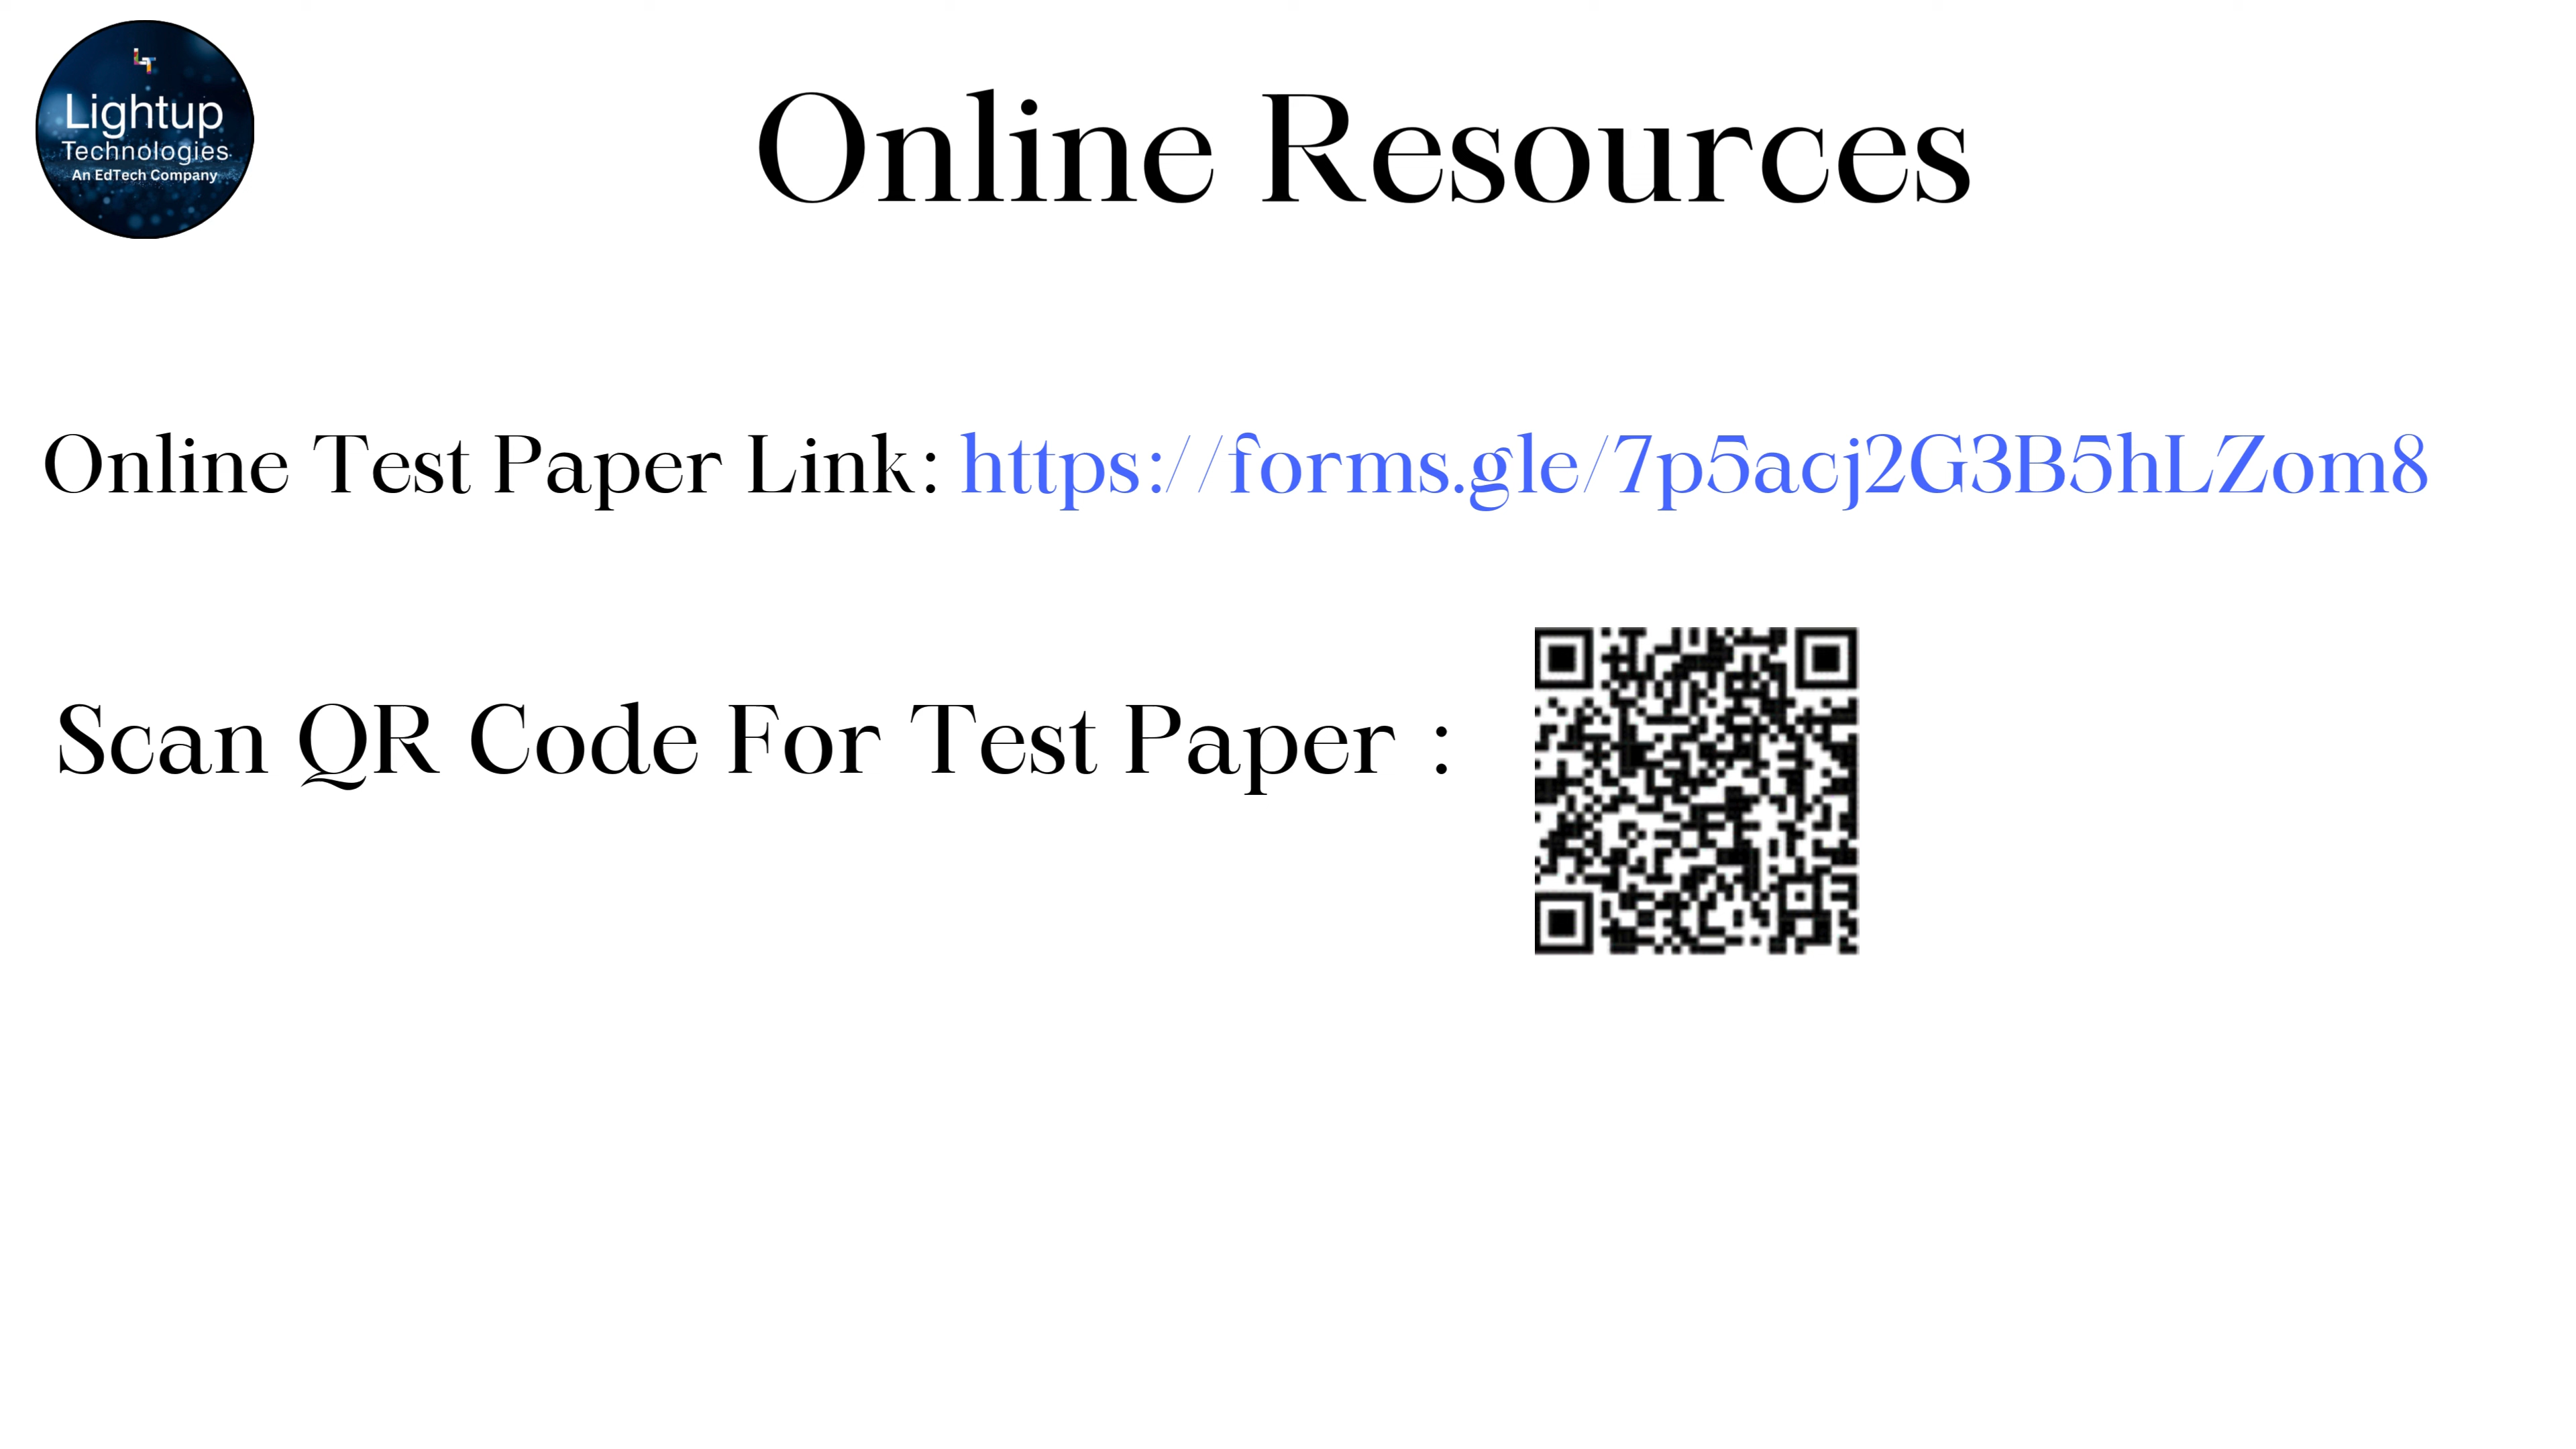 LT
Lightup
Technologies
An EdTech Company
Online Resources
Online Test Paper Link: https://forms.gle/7p5acj2G3B5hLZom8
Scan QR Code For Test Paper :